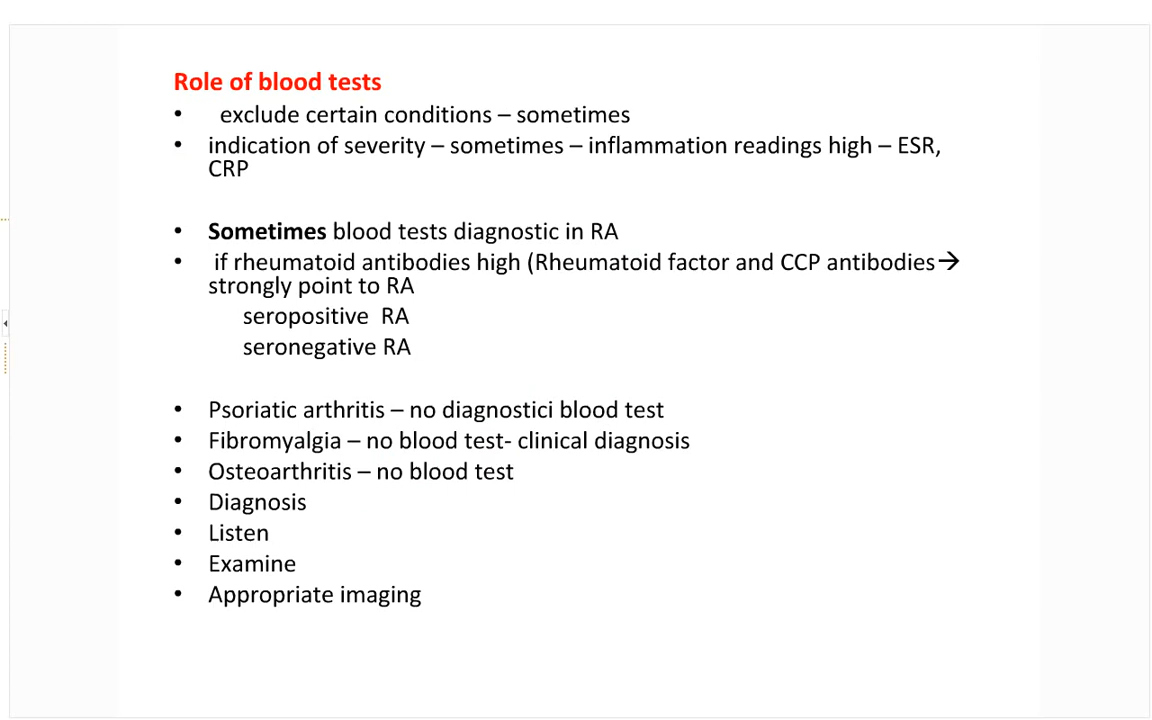 Role of blood tests
• exclude certain conditions – sometimes
• indication of severity – sometimes – inflammation readings high – ESR,
CRP
• Sometimes blood tests diagnostic in RA
• if rheumatoid antibodies high (Rheumatoid factor and CCP antibodies→
strongly point to RA
seropositive RA
seronegative RA
• Psoriatic arthritis – no diagnostici blood test
• Fibromyalgia – no blood test- clinical diagnosis
• Osteoarthritis – no blood test
• Diagnosis
• Listen
• Examine
• Appropriate imaging